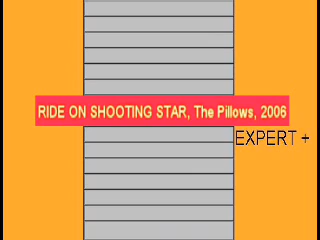 RIDE ON SHOOTING STAR, The Pillows, 2006
EXPERT +